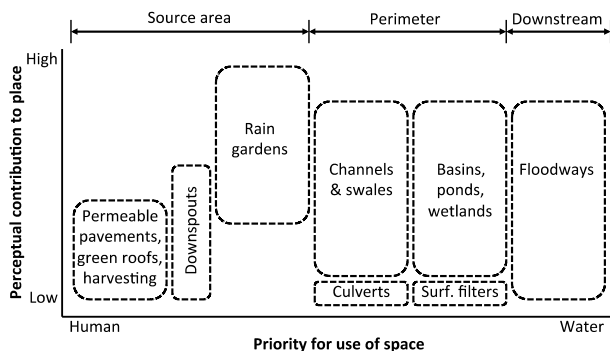 Source area
Perimeter
Downstream
High
Perceptual contribution to place
Low
Permeable
pavements,
green roofs,
harvesting
Downspouts
Rain
gardens
Channels
& swales
Basins,
ponds,
wetlands
Floodways
Culverts
Surf. filters
Human
Water
Priority for use of space